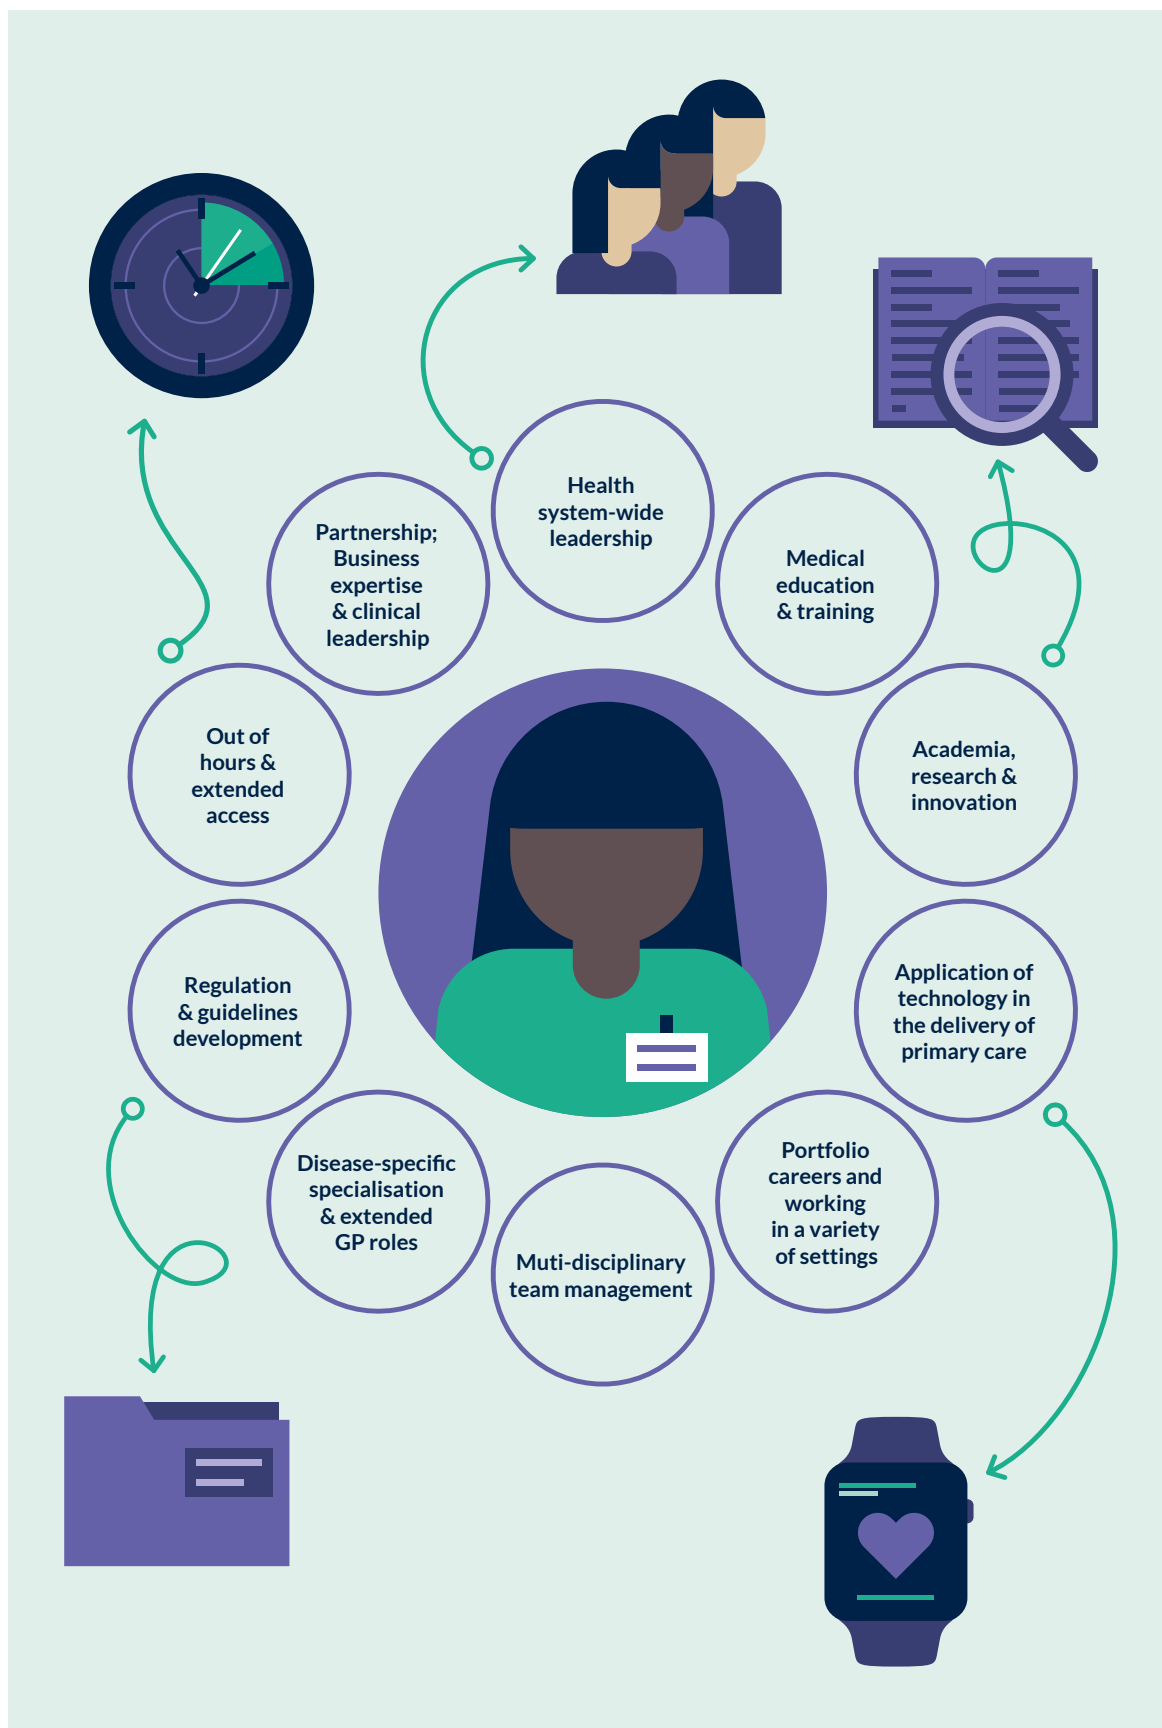 Health
system-wide
leadership
Partnership;
Business
expertise
& clinical
leadership
Medical
education
& training
Out of
hours &
extended
access
Academia,
research &
innovation
Regulation
& guidelines
development
Application of
technology in
the delivery of
primary care
Disease-specific
specialisation
& extended
GP roles
Portfolio
careers and
working
in a variety
of settings
Muti-disciplinary
team management